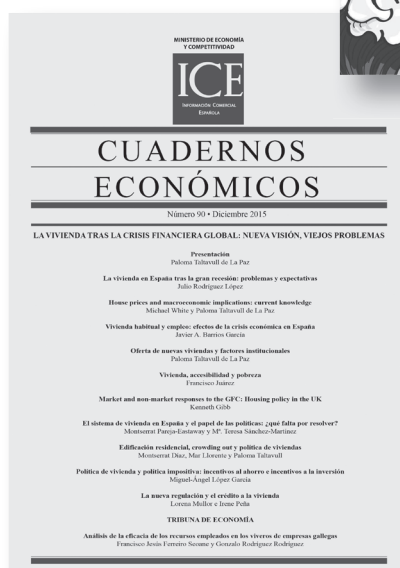 MINISTERIO DE ECONOMÍA
Y COMPETITIVIDAD
ICE
INFORMACIÓN COMERCIAL
ESPAÑOLA
CUADERNOS
ECONÓMICOS
Número 90 • Diciembre 2015
LA VIVIENDA TRAS LA CRISIS FINANCIERA GLOBAL: NUEVA VISIÓN, VIEJOS PROBLEMAS
Presentación
Paloma Taltavull de La Paz
La vivienda en España tras la gran recesión: problemas y expectativas
Julio Rodríguez López
House prices and macroeconomic implications: current knowledge
Michael White y Paloma Taltavull de La Paz
Vivienda habitual y empleo: efectos de la crisis económica en España
Javier A. Barrios García
Oferta de nuevas viviendas y factores institucionales
Paloma Taltavull de La Paz
Vivienda, accesibilidad y pobreza
Francisco Juárez
Market and non-market responses to the GFC: Housing policy in the UK
Kenneth Gibb
El sistema de vivienda en España y el papel de las políticas: ¿qué falta por resolver?
Montserrat Pareja-Eastaway y Mª. Teresa Sánchez-Martínez
Edificación residencial, crowding out y política de viviendas
Montserrat Díaz, Mar Llorente y Paloma Taltavull
Política de vivienda y política impositiva: incentivos al ahorro e incentivos a la inversión
Miguel-Ángel López García
La nueva regulación y el crédito a la vivienda
Lorena Mullor e Irene Peña
TRIBUNA DE ECONOMÍA
Análisis de la eficacia de los recursos empleados en los viveros de empresas gallegas
Francisco Jesús Ferreiro Seoane y Gonzalo Rodríguez Rodríguez